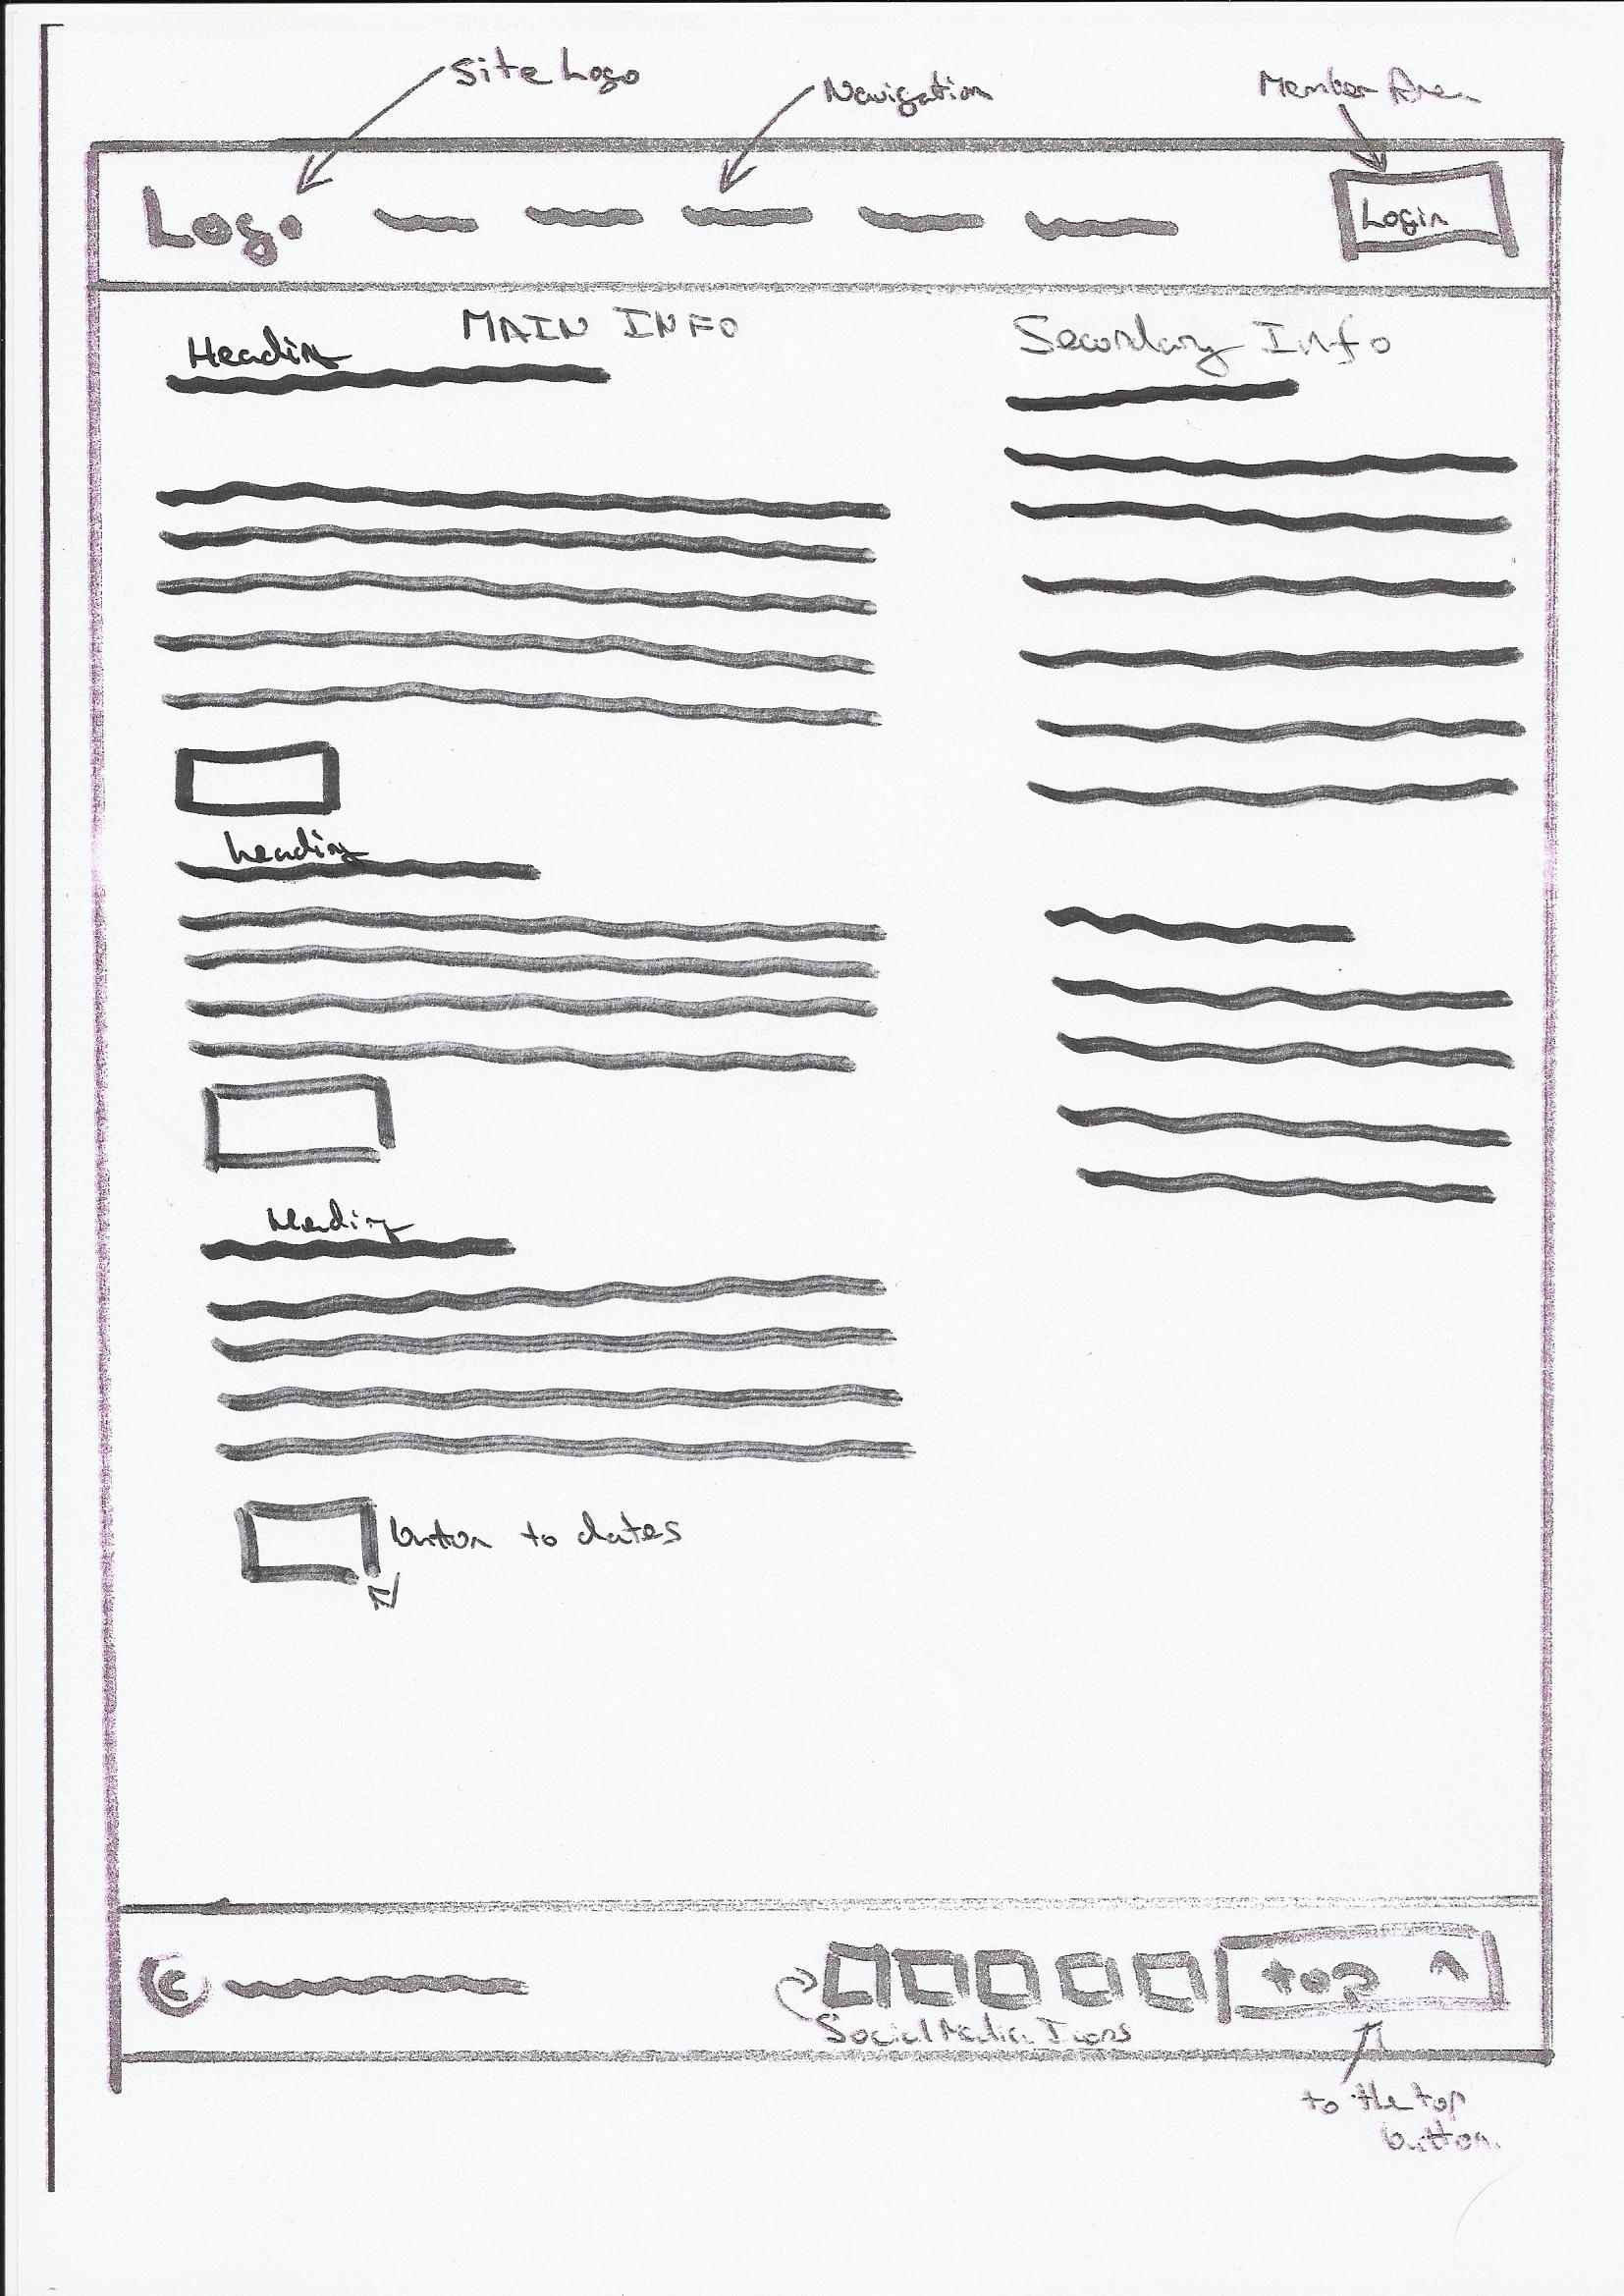 Site Logo
Navigation
Member Area
Logo
Login
MAIN INFO
Heading
Secondary Info
heading
Heading
button to dates
©
top ^
Social Media Icons
to the top
button.